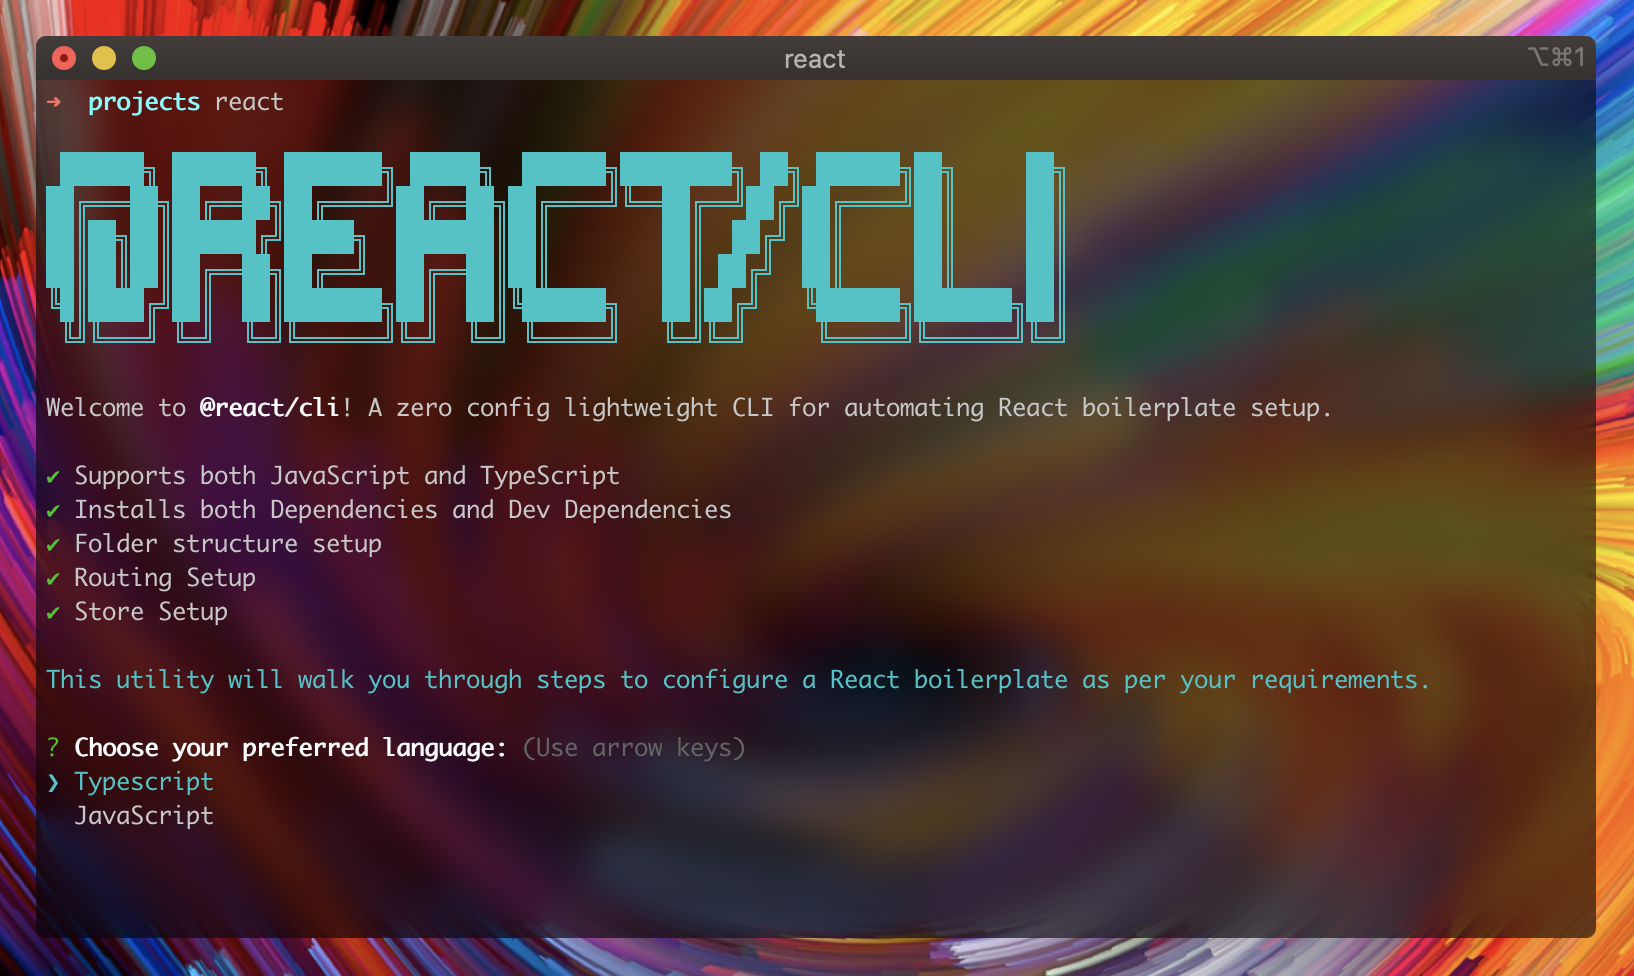 react
⌥⌘1
➜ projects react
@REACT/CLI
Welcome to @react/cli! A zero config lightweight CLI for automating React boilerplate setup.
✔ Supports both JavaScript and TypeScript
✔ Installs both Dependencies and Dev Dependencies
✔ Folder structure setup
✔ Routing Setup
✔ Store Setup
This utility will walk you through steps to configure a React boilerplate as per your requirements.
? Choose your preferred language: (Use arrow keys)
❯ Typescript
JavaScript